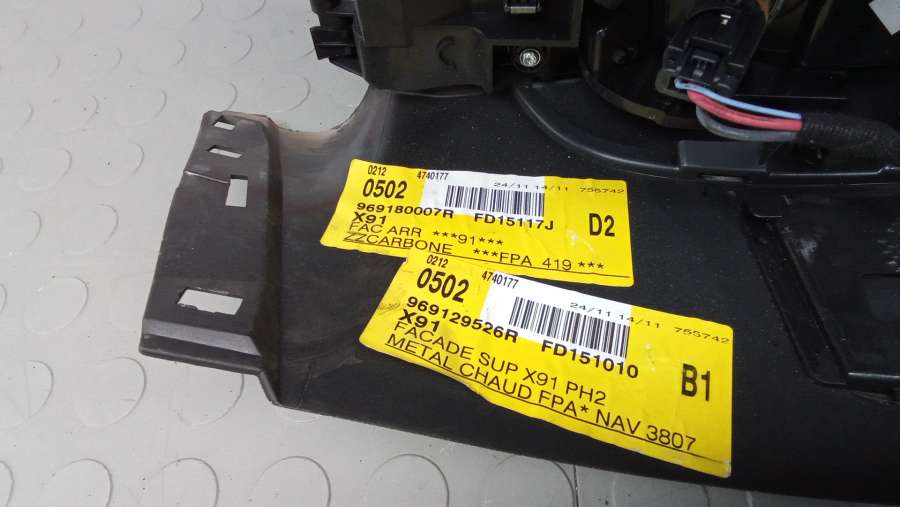 0212 4740177
0502 24/11 14/11 755742
969180007R FD15117J D2
X91
FAC ARR ***91***
ZZCARBONE ***FPA 419 ***
0212 4740177
0502 24/11 14/11 755742
969129526R FD151010 B1
X91
FACADE SUP X91 PH2
METAL CHAUD FPA* NAV 3807